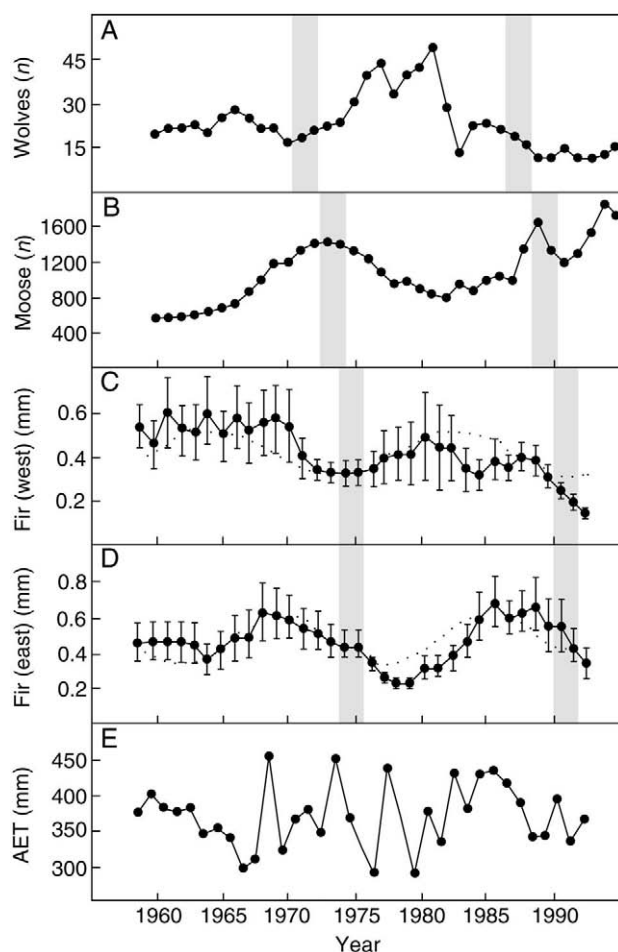 A
Wolves (n)
45
30
15
B
Moose (n)
1600
1200
800
400
C
Fir (west) (mm)
0.6
0.4
0.2
D
Fir (east) (mm)
0.8
0.6
0.4
0.2
E
AET (mm)
450
400
350
300
1960 1965 1970 1975 1980 1985 1990
Year